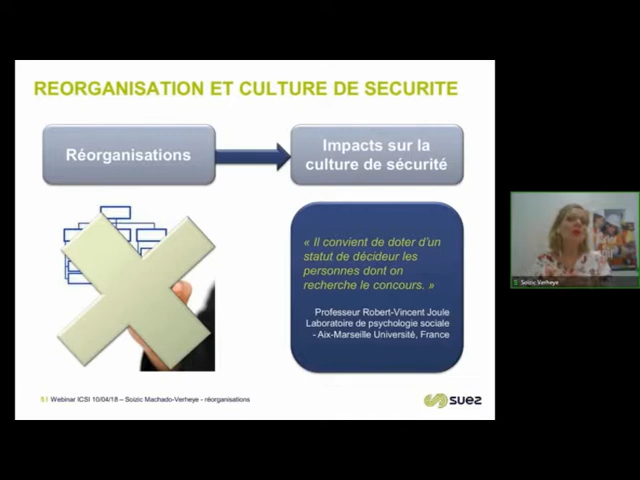 REORGANISATION ET CULTURE DE SECURITE
Réorganisations
Impacts sur la
culture de sécurité
« Il convient de doter d'un
statut de décideur les
personnes dont on
recherche le concours. »
Professeur Robert-Vincent Joule
Laboratoire de psychologie sociale
- Aix-Marseille Université, France
Soizic Verheye
Webinar ICSI 10/04/18 – Soizic Machado-Verheye - réorganisations
suez